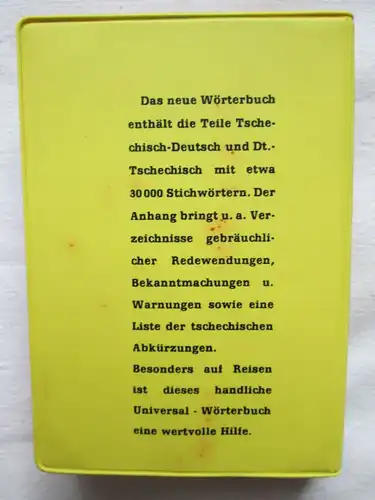 Das neue Wörterbuch
enthält die Teile Tsche-
chisch-Deutsch und Dt.-
Tschechisch mit etwa
30 000 Stichwörtern. Der
Anhang bringt u. a. Ver-
zeichnisse gebräuchli-
cher Redewendungen,
Bekanntmachungen u.
Warnungen sowie eine
Liste der tschechischen
Abkürzungen.
Besonders auf Reisen
ist dieses handliche
Universal - Wörterbuch
eine wertvolle Hilfe.